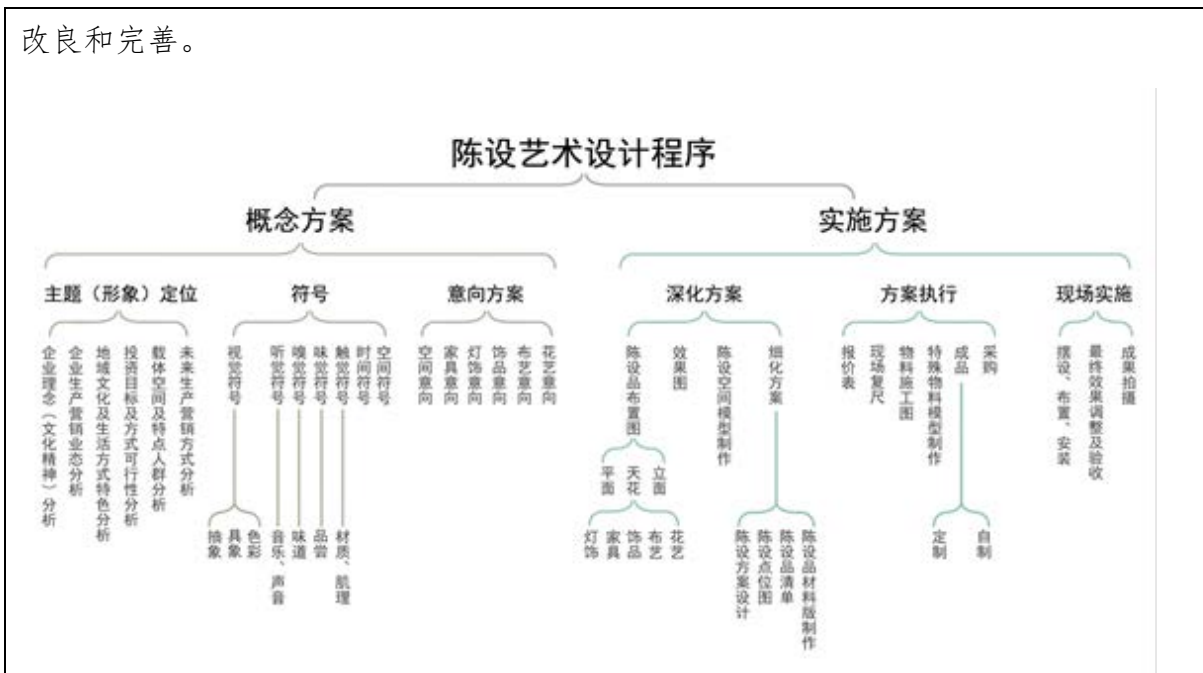 改良和完善。
陈设艺术设计程序
概念方案
实施方案
主题（形象）定位
符号
意向方案
深化方案
方案执行
现场实施
企业理念（文化精神）分析
企业生产营销业态分析
地域文化及生活方式特色分析
投资目标及方式可行性分析
载体空间及特点人群分析
未来生产营销方式分析
视觉符号
听觉符号
嗅觉符号
味觉符号
触觉符号
时间符号
空间符号
抽象
具象
色彩
音乐、声音
味道
品尝
材质、肌理
空间意向
家具意向
灯饰意向
饰品意向
布艺意向
花艺意向
陈设品布置图
效果图
陈设空间模型制作
细化方案
平面
天花
立面
灯饰
家具
饰品
布艺
花艺
陈设方案设计
陈设点位图
陈设品清单
陈设品材料版制作
报价表
现场复尺
物料施工图
特殊物料模型制作
成品
采购
定制
自制
摆设、布置、安装
最终效果调整及验收
成果拍摄